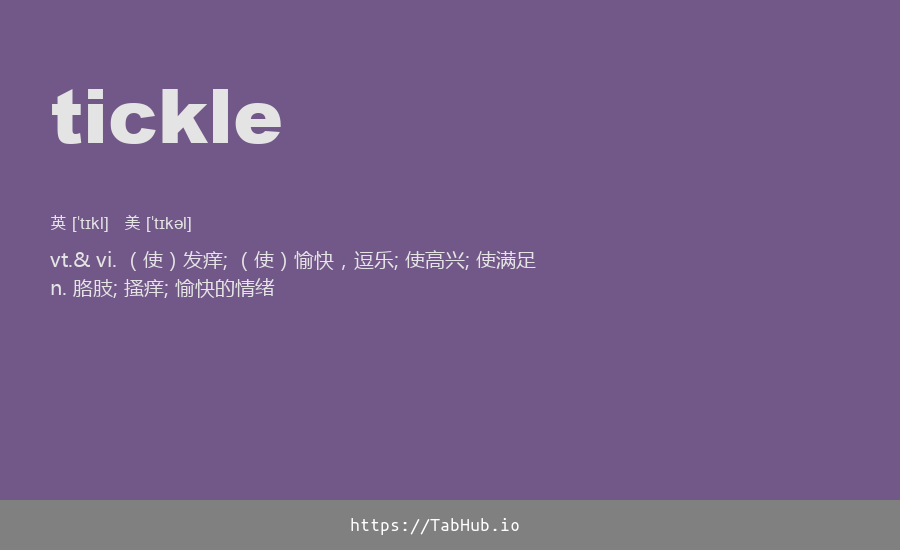 tickle
英 [ˈtɪkl] 美 [ˈtɪkəl]
vt.& vi. （使）发痒; （使）愉快，逗乐; 使高兴; 使满足
n. 胳肢; 搔痒; 愉快的情绪
https://TabHub.io